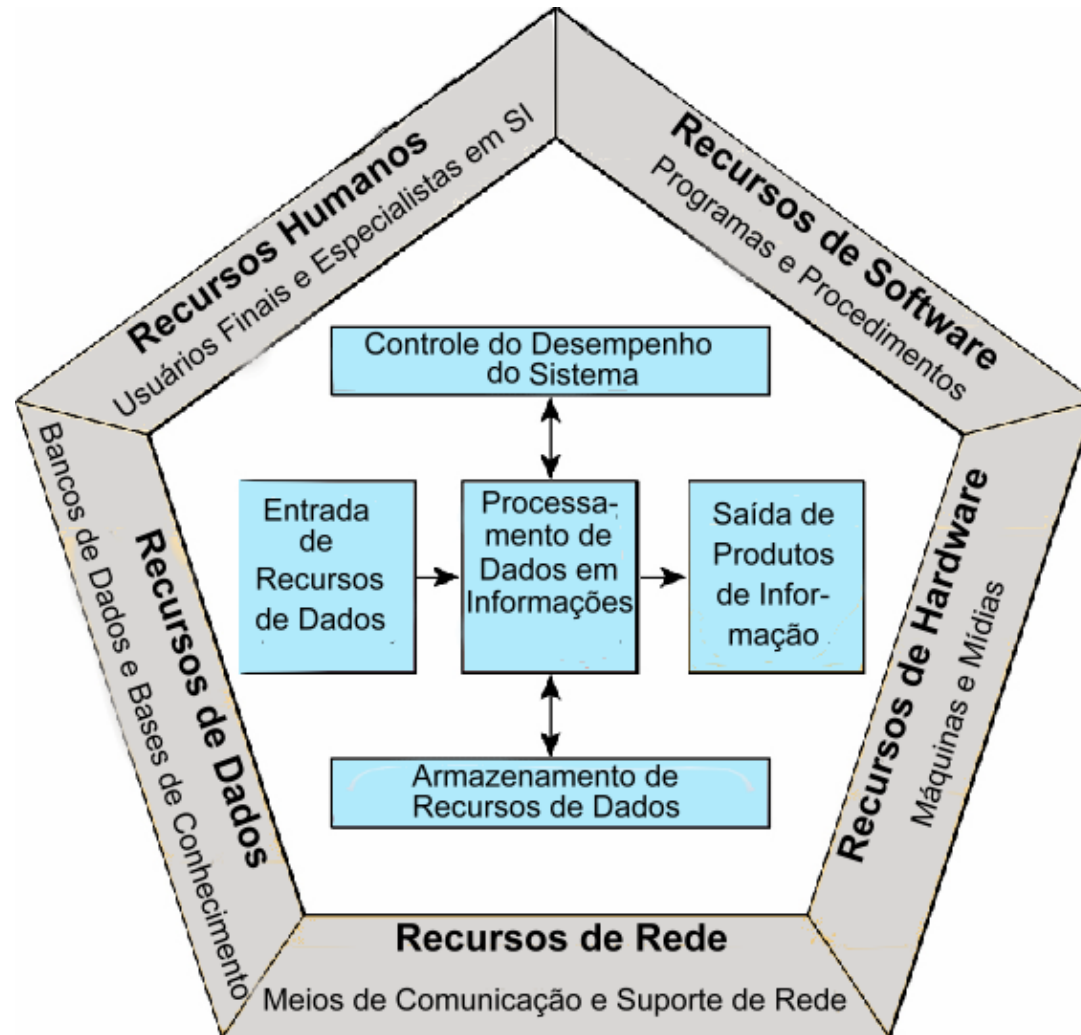 Recursos Humanos
Usuários Finais e Especialistas em SI
Recursos de Software
Programas e Procedimentos
Controle do Desempenho
do Sistema
Entrada
de
Recursos
de Dados
Processa-
mento de
Dados em
Informações
Saída de
Produtos
de Infor-
mação
Armazenamento de
Recursos de Dados
Recursos de Dados
Bancos de Dados e Bases de Conhecimento
Recursos de Hardware
Máquinas e Mídias
Recursos de Rede
Meios de Comunicação e Suporte de Rede